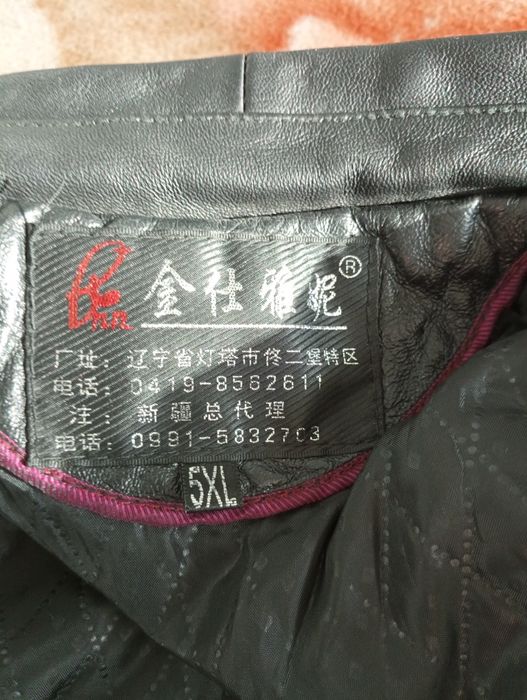 金仕雅妮®
厂址：辽宁省灯塔市佟二堡特区
电话：0419-8582611
注：新疆总代理
电话：0991-5832703
5XL